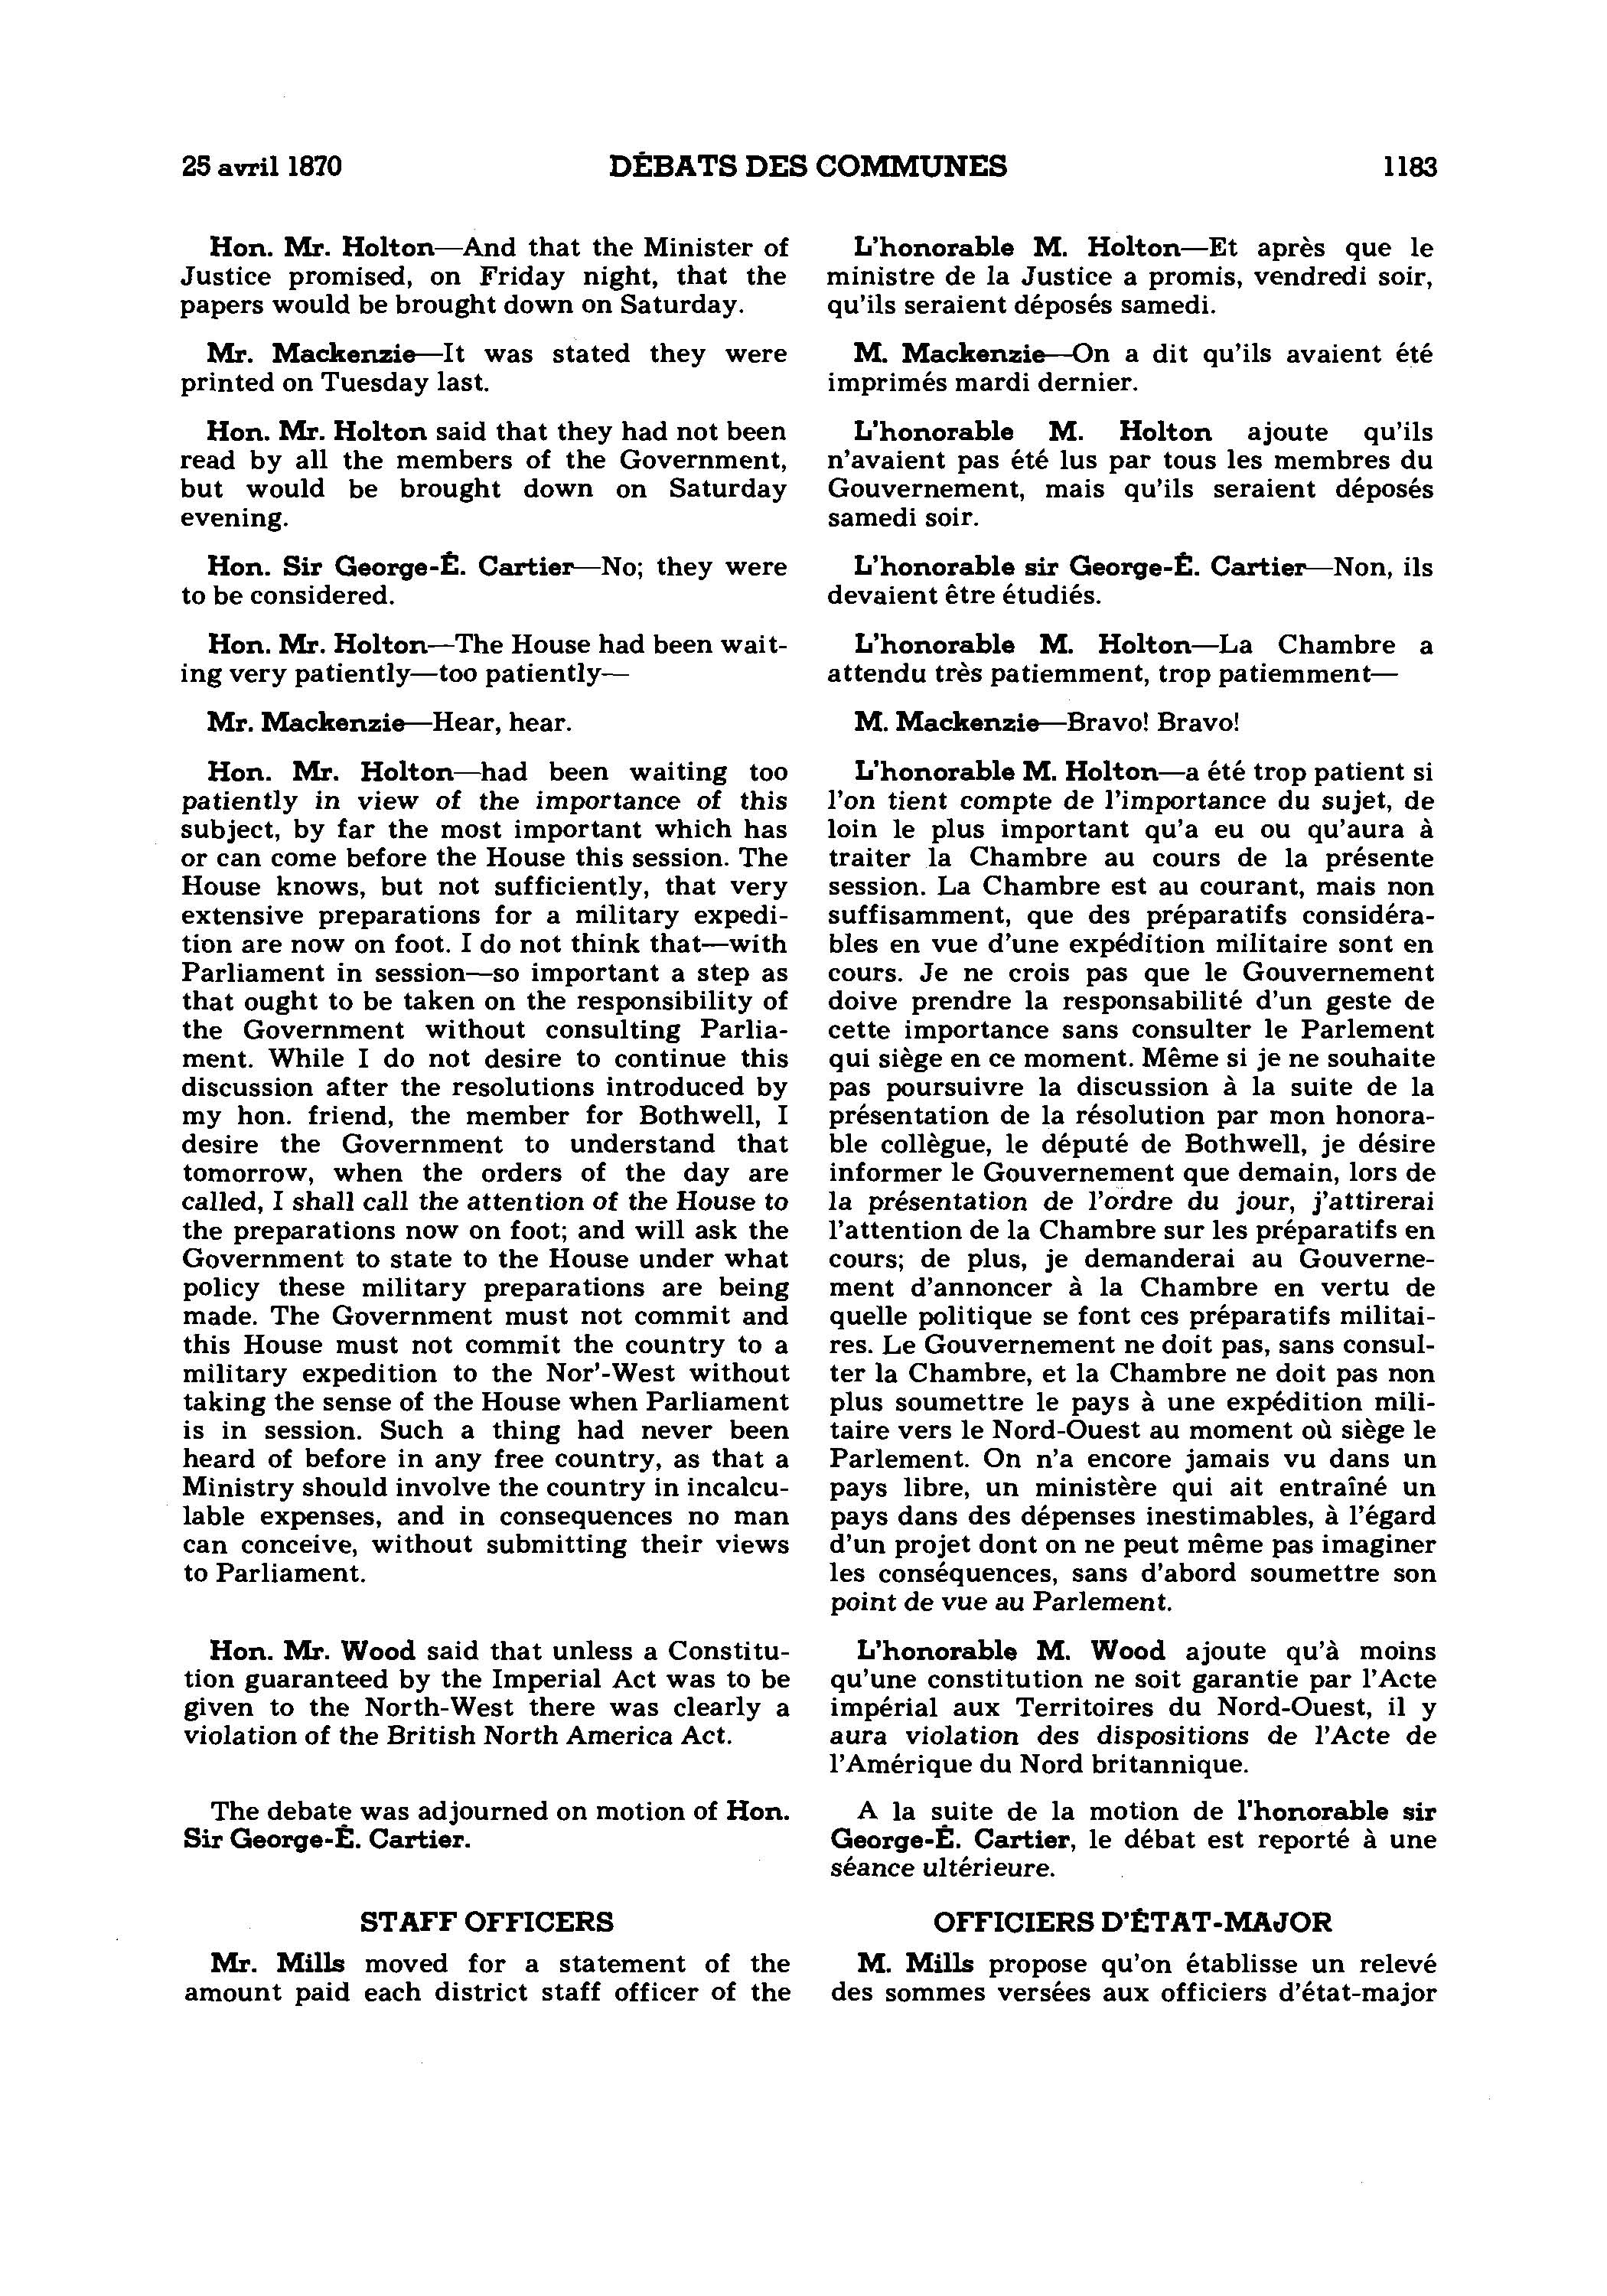 25 avril 1870
DÉBATS DES COMMUNES
1183
Hon. Mr. Holton—And that the Minister of
Justice promised, on Friday night, that the
papers would be brought down on Saturday.
Mr. Mackenzie—It was stated they were
printed on Tuesday last.
Hon. Mr. Holton said that they had not been
read by all the members of the Government,
but would be brought down on Saturday
evening.
Hon. Sir George-É. Cartier—No; they were
to be considered.
Hon. Mr. Holton—The House had been wait-
ing very patiently—too patiently—
Mr. Mackenzie—Hear, hear.
Hon. Mr. Holton—had been waiting too
patiently in view of the importance of this
subject, by far the most important which has
or can come before the House this session. The
House knows, but not sufficiently, that very
extensive preparations for a military expedi-
tion are now on foot. I do not think that—with
Parliament in session—so important a step as
that ought to be taken on the responsibility of
the Government without consulting Parlia-
ment. While I do not desire to continue this
discussion after the resolutions introduced by
my hon. friend, the member for Bothwell, I
desire the Government to understand that
tomorrow, when the orders of the day are
called, I shall call the attention of the House to
the preparations now on foot; and will ask the
Government to state to the House under what
policy these military preparations are being
made. The Government must not commit and
this House must not commit the country to a
military expedition to the Nor'-West without
taking the sense of the House when Parliament
is in session. Such a thing had never been
heard of before in any free country, as that a
Ministry should involve the country in incalcu-
lable expenses, and in consequences no man
can conceive, without submitting their views
to Parliament.
Hon. Mr. Wood said that unless a Constitu-
tion guaranteed by the Imperial Act was to be
given to the North-West there was clearly a
violation of the British North America Act.
The debate was adjourned on motion of Hon.
Sir George-É. Cartier.
STAFF OFFICERS
Mr. Mills moved for a statement of the
amount paid each district staff officer of the
L'honorable M. Holton—Et après que le
ministre de la Justice a promis, vendredi soir,
qu'ils seraient déposés samedi.
M. Mackenzie—On a dit qu'ils avaient été
imprimés mardi dernier.
L'honorable M. Holton ajoute qu'ils
n'avaient pas été lus par tous les membres du
Gouvernement, mais qu'ils seraient déposés
samedi soir.
L'honorable sir George-É. Cartier—Non, ils
devaient être étudiés.
L'honorable M. Holton—La Chambre a
attendu très patiemment, trop patiemment—
M. Mackenzie—Bravo! Bravo!
L'honorable M. Holton—a été trop patient si
l'on tient compte de l'importance du sujet, de
loin le plus important qu'a eu ou qu'aura à
traiter la Chambre au cours de la présente
session. La Chambre est au courant, mais non
suffisamment, que des préparatifs considéra-
bles en vue d'une expédition militaire sont en
cours. Je ne crois pas que le Gouvernement
doive prendre la responsabilité d'un geste de
cette importance sans consulter le Parlement
qui siège en ce moment. Même si je ne souhaite
pas poursuivre la discussion à la suite de la
présentation de la résolution par mon honora-
ble collègue, le député de Bothwell, je désire
informer le Gouvernement que demain, lors de
la présentation de l'ordre du jour, j'attirerai
l'attention de la Chambre sur les préparatifs en
cours; de plus, je demanderai au Gouverne-
ment d'annoncer à la Chambre en vertu de
quelle politique se font ces préparatifs militai-
res. Le Gouvernement ne doit pas, sans consul-
ter la Chambre, et la Chambre ne doit pas non
plus soumettre le pays à une expédition mili-
taire vers le Nord-Ouest au moment où siège le
Parlement. On n'a encore jamais vu dans un
pays libre, un ministère qui ait entraîné un
pays dans des dépenses inestimables, à l'égard
d'un projet dont on ne peut même pas imaginer
les conséquences, sans d'abord soumettre son
point de vue au Parlement.
L'honorable M. Wood ajoute qu'à moins
qu'une constitution ne soit garantie par l'Acte
impérial aux Territoires du Nord-Ouest, il y
aura violation des dispositions de l'Acte de
l'Amérique du Nord britannique.
A la suite de la motion de l'honorable sir
George-É. Cartier, le débat est reporté à une
séance ultérieure.
OFFICIERS D'ÉTAT-MAJOR
M. Mills propose qu'on établisse un relevé
des sommes versées aux officiers d'état-major